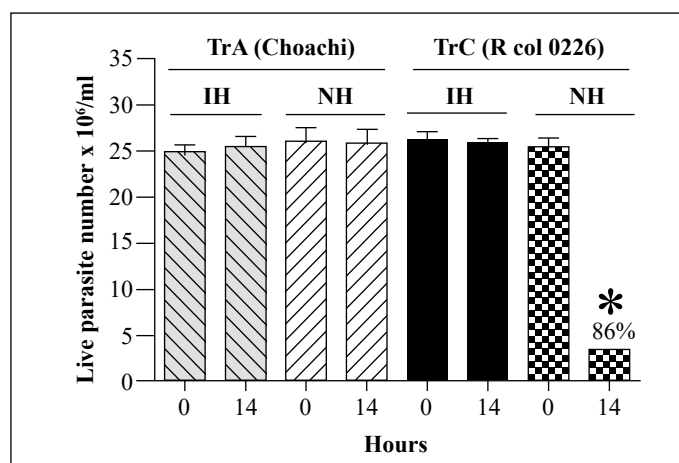 TrA (Choachi) TrC (R col 0226)
IH NH IH NH
Live parasite number x 10⁶/ml
35
30
25
20
15
10
5
0
*
86%
0 14 0 14 0 14 0 14
Hours